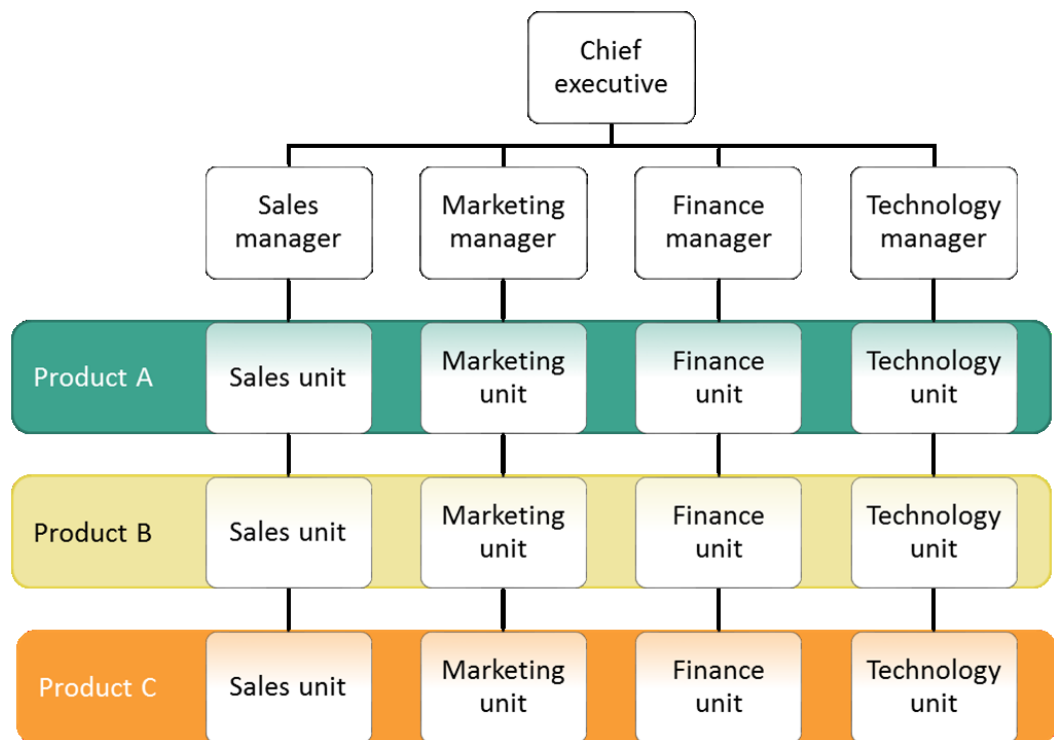 Chief
executive
Sales
manager
Marketing
manager
Finance
manager
Technology
manager
Product A
Sales unit
Marketing
unit
Finance
unit
Technology
unit
Product B
Sales unit
Marketing
unit
Finance
unit
Technology
unit
Product C
Sales unit
Marketing
unit
Finance
unit
Technology
unit